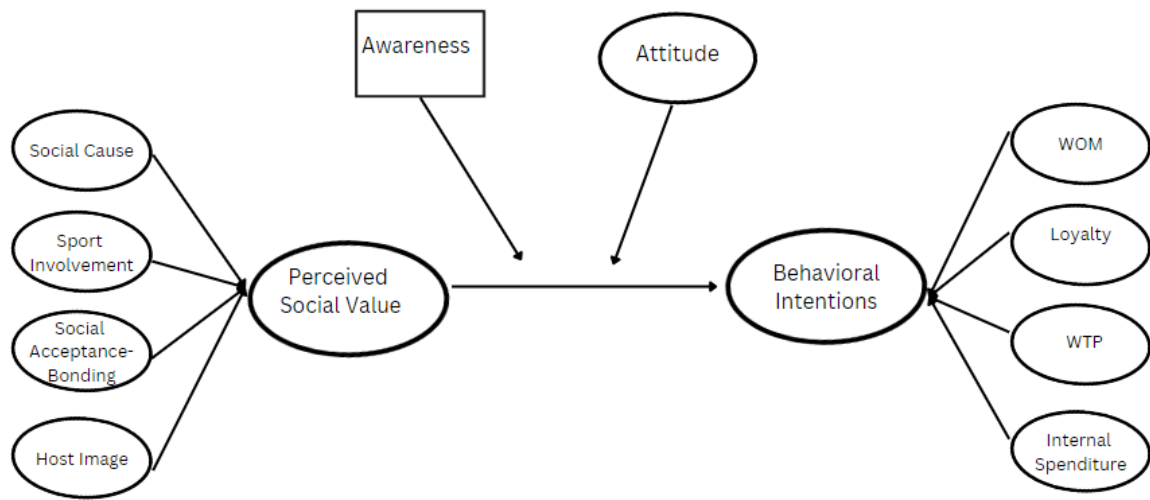 Awareness
Attitude
Social Cause
Sport
Involvement
Social
Acceptance-
Bonding
Host Image
Perceived
Social Value
Behavioral
Intentions
WOM
Loyalty
WTP
Internal
Spenditure